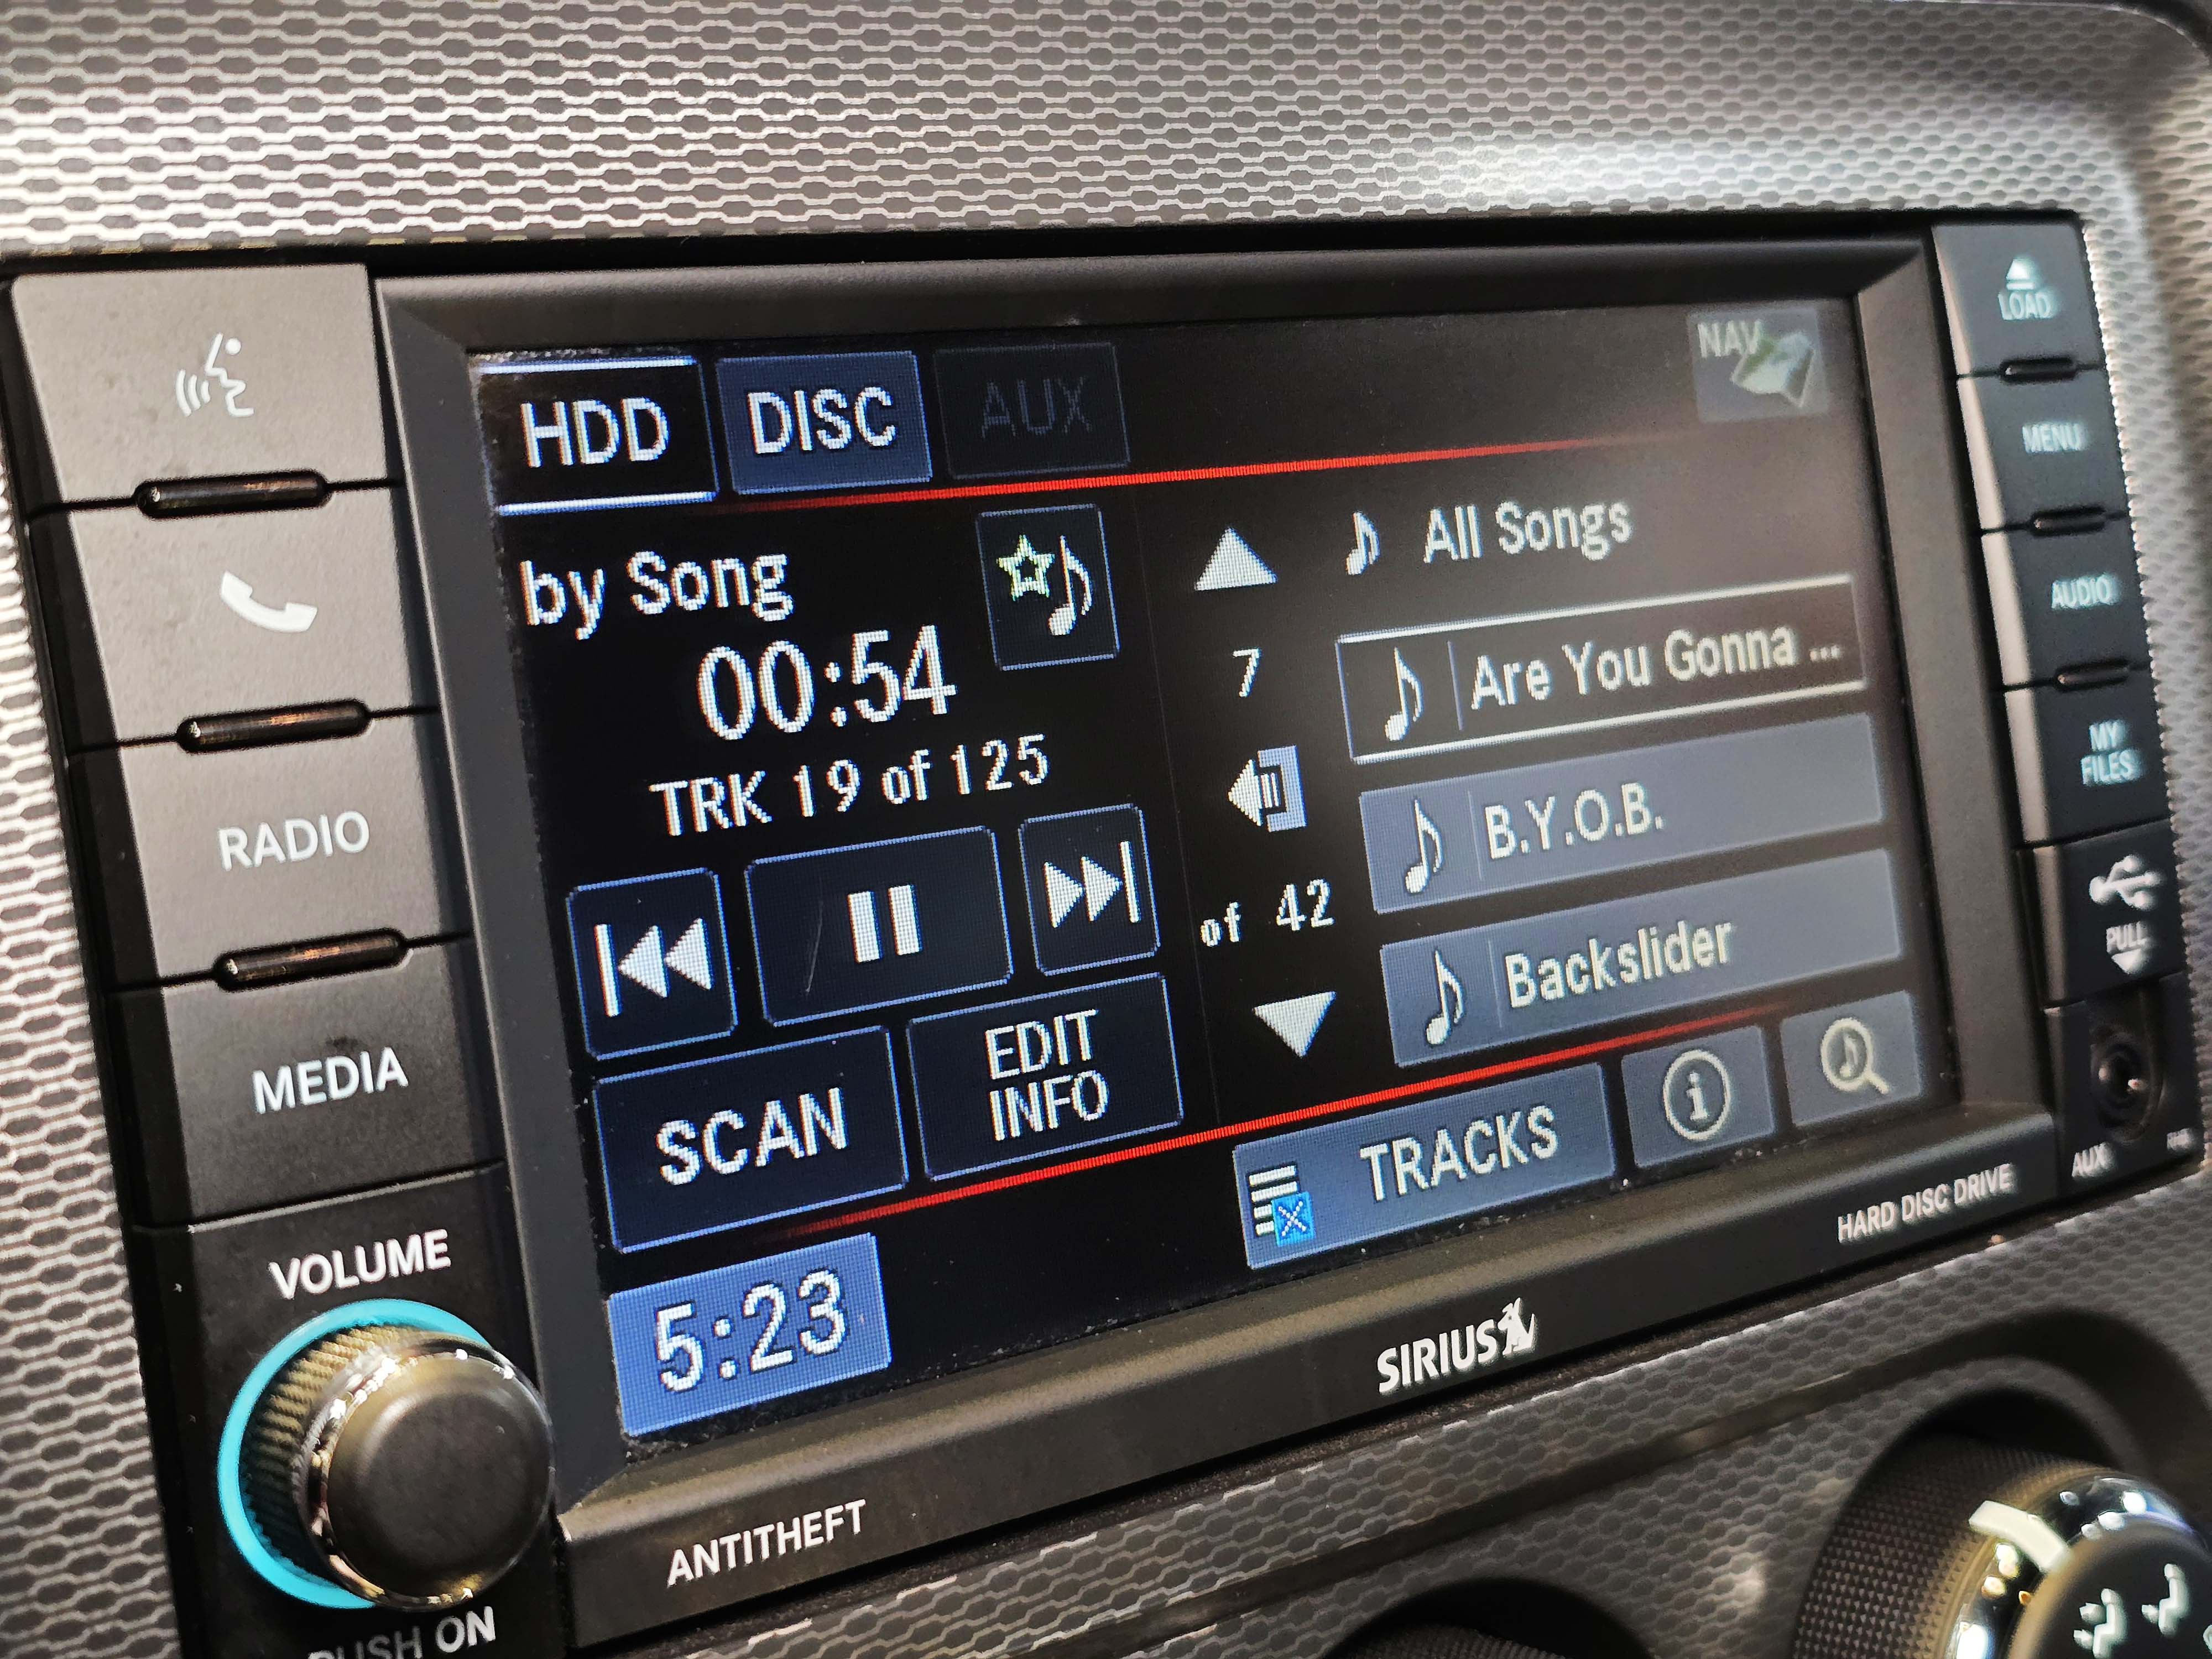 HDD DISC AUX
NAV
by Song
00:54
TRK 19 of 125
SCAN
EDIT
INFO
5:23
All Songs
7
of 42
Are You Gonna ...
B.Y.O.B.
Backslider
TRACKS
RADIO
MEDIA
VOLUME
PUSH ON
ANTITHEFT
SIRIUS
HARD DISC DRIVE
LOAD
MENU
AUDIO
MY
FILES
PULL
AUX